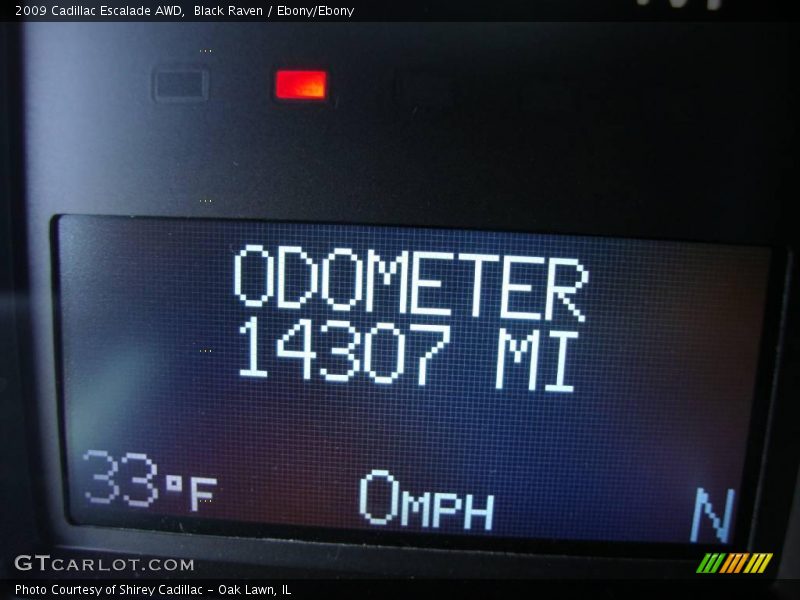 2009 Cadillac Escalade AWD,  Black Raven / Ebony/Ebony
ODOMETER
14307 MI
33°F 0MPH N
GTCARLOT.COM
Photo Courtesy of Shirey Cadillac - Oak Lawn, IL